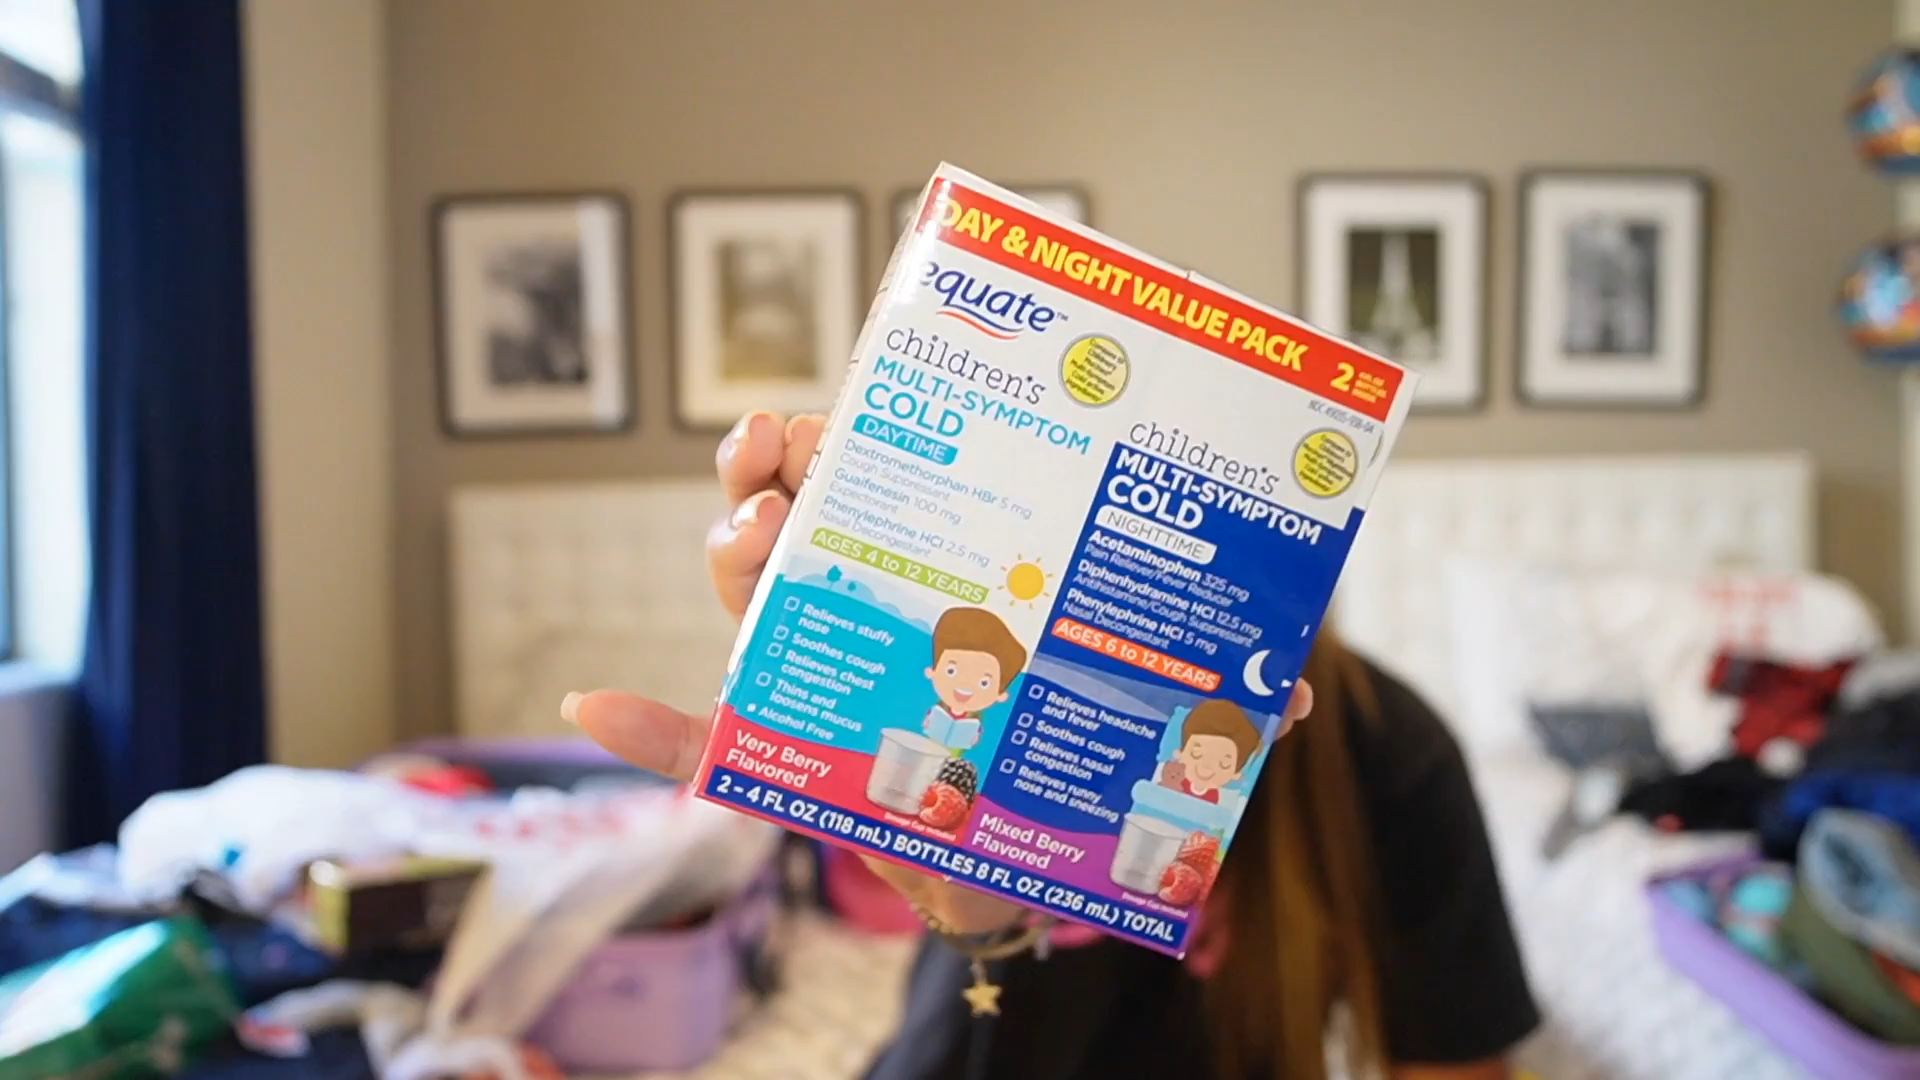 DAY & NIGHT VALUE PACK
2
equate™
children's
MULTI-SYMPTOM
COLD
DAYTIME
Dextromethorphan HBr 5 mg
Cough Suppressant
Guaifenesin 100 mg
Expectorant
Phenylephrine HCl 2.5 mg
Nasal Decongestant
AGES 4 to 12 YEARS
Relieves stuffy
nose
Soothes cough
Relieves chest
congestion
Thins and
loosens mucus
Alcohol Free
Very Berry
Flavored
children's
MULTI-SYMPTOM
COLD
NIGHTTIME
Acetaminophen 325 mg
Pain Reliever/Fever Reducer
Diphenhydramine HCl 12.5 mg
Antihistamine/Cough Suppressant
Phenylephrine HCl 5 mg
Nasal Decongestant
AGES 6 to 12 YEARS
Relieves headache
and fever
Soothes cough
Relieves nasal
congestion
Relieves runny
nose and sneezing
Mixed Berry
Flavored
2 - 4 FL OZ (118 mL) BOTTLES 8 FL OZ (236 mL) TOTAL